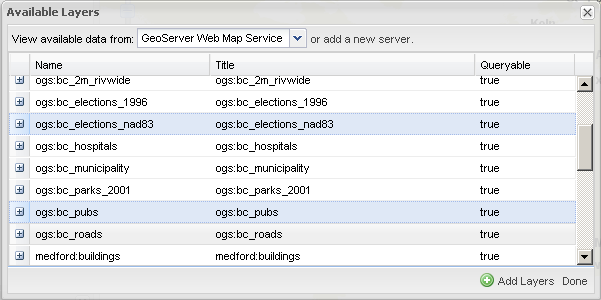 Available Layers
View available data from: GeoServer Web Map Service or add a new server.
Name Title Queryable
ogs:bc_2m_rivwide ogs:bc_2m_rivwide true
ogs:bc_elections_1996 ogs:bc_elections_1996 true
ogs:bc_elections_nad83 ogs:bc_elections_nad83 true
ogs:bc_hospitals ogs:bc_hospitals true
ogs:bc_municipality ogs:bc_municipality true
ogs:bc_parks_2001 ogs:bc_parks_2001 true
ogs:bc_pubs ogs:bc_pubs true
ogs:bc_roads ogs:bc_roads true
medford:buildings medford:buildings true
Add Layers Done